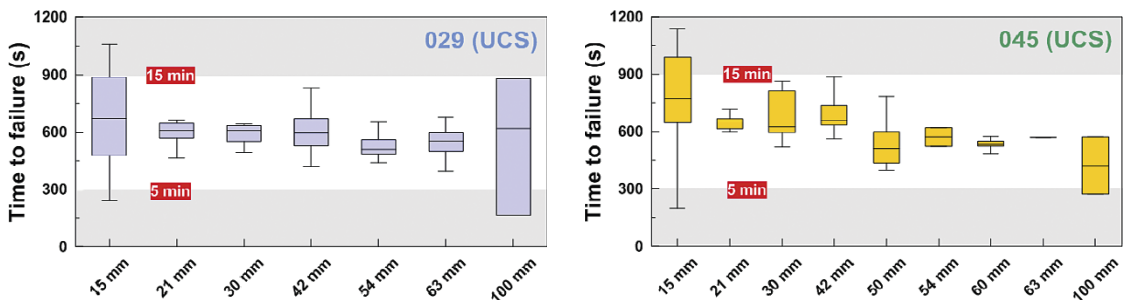 Time to failure (s)
1200
900
600
300
0
029 (UCS)
15 min
5 min
15 mm
21 mm
30 mm
42 mm
54 mm
63 mm
100 mm
Time to failure (s)
1200
900
600
300
0
045 (UCS)
15 min
5 min
15 mm
21 mm
30 mm
42 mm
50 mm
54 mm
60 mm
63 mm
100 mm